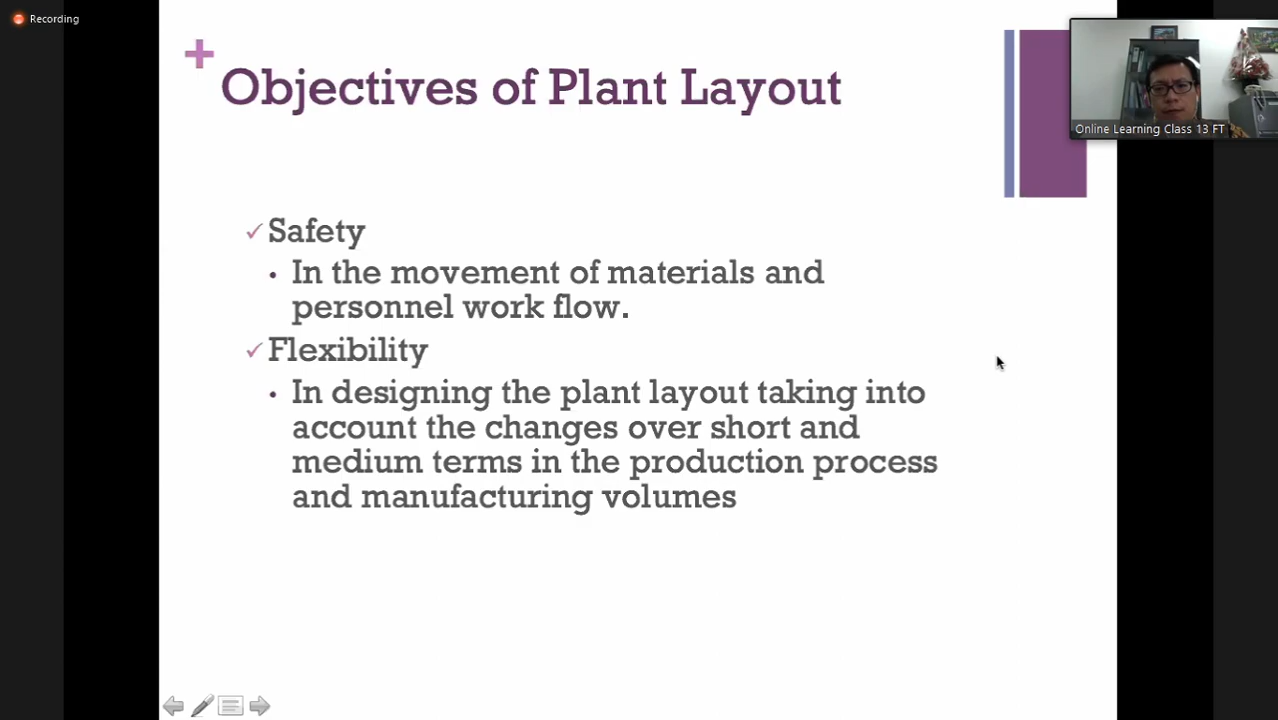 Recording
+
Objectives of Plant Layout
Online Learning Class 13 FT
✓ Safety
• In the movement of materials and
personnel work flow.
✓ Flexibility
• In designing the plant layout taking into
account the changes over short and
medium terms in the production process
and manufacturing volumes